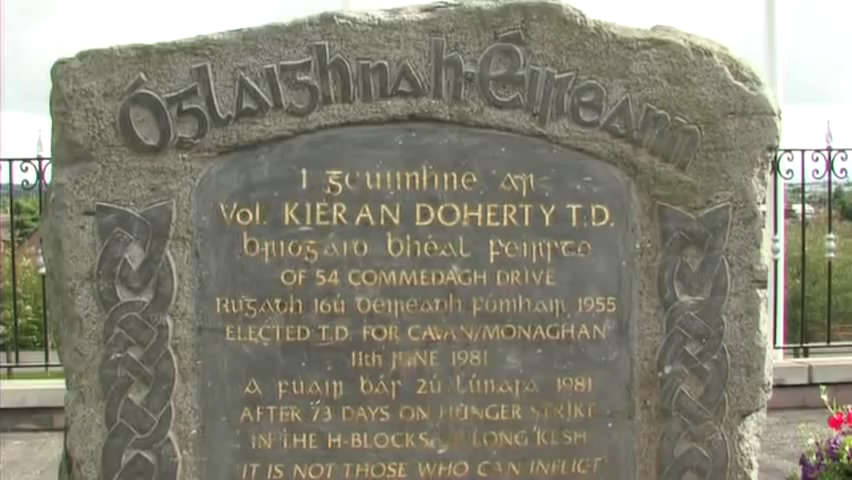 Óglaigh na h-Éireann
I gcuimhne ar
Vol. KIERAN DOHERTY T.D.
briogáid bhéal feirste
OF 54 COMMEDAGH DRIVE
Rugadh 16ú deireadh fómhair 1955
ELECTED T.D. FOR CAVAN/MONAGHAN
11th JUNE 1981
a fuair bás 2ú lúnasa 1981
AFTER 73 DAYS ON HUNGER STRIKE
IN THE H-BLOCKS OF LONG KESH
'IT IS NOT THOSE WHO CAN INFLICT